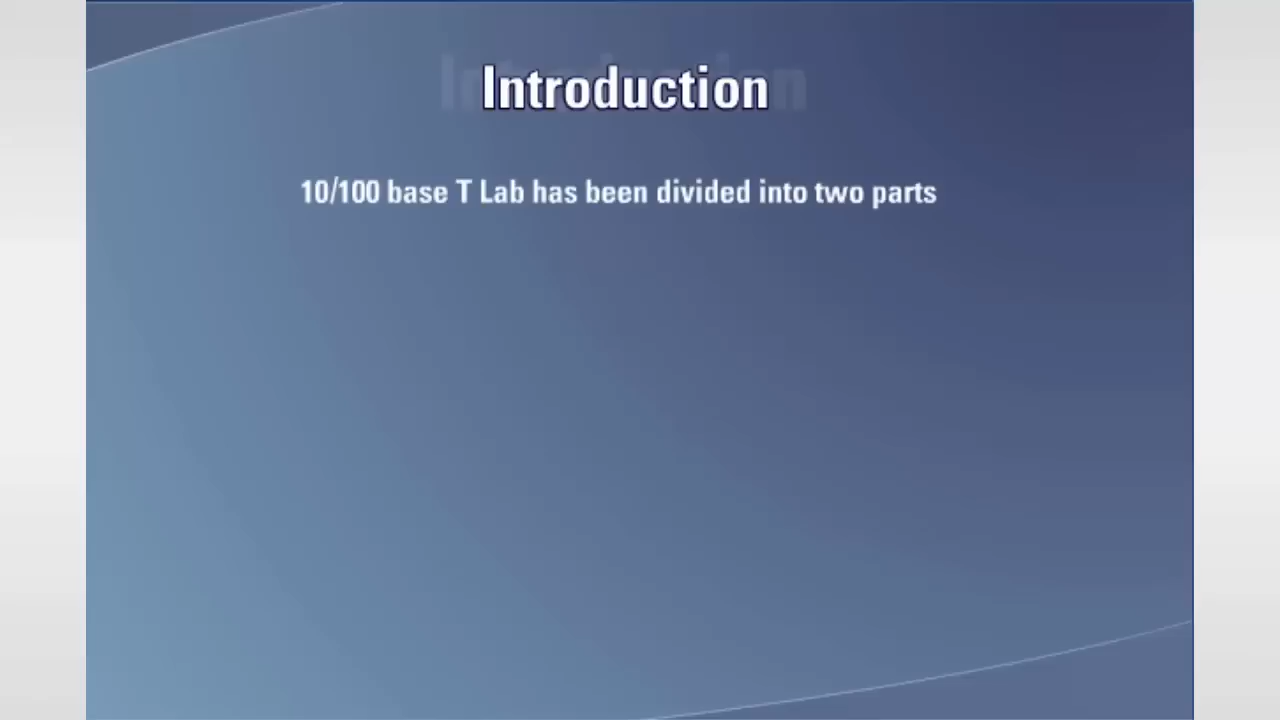 Introduction
10/100 base T Lab has been divided into two parts